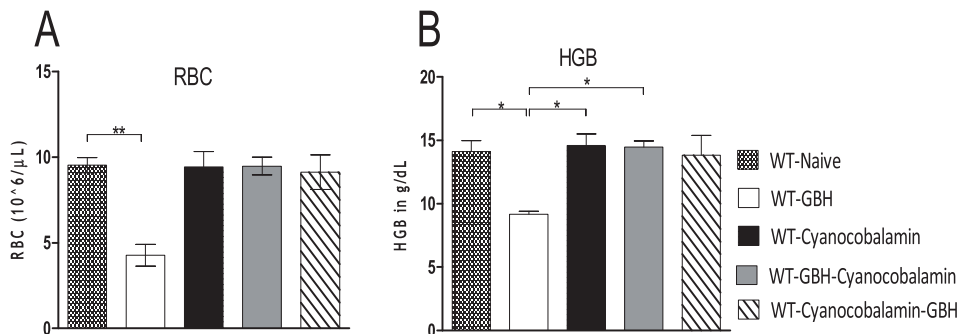 A
RBC
RBC (10^6/μL)
15
10
5
0
**
B
HGB
HGB in g/dL
20
15
10
5
0
*
*
*
WT-Naive
WT-GBH
WT-Cyanocobalamin
WT-GBH-Cyanocobalamin
WT-Cyanocobalamin-GBH